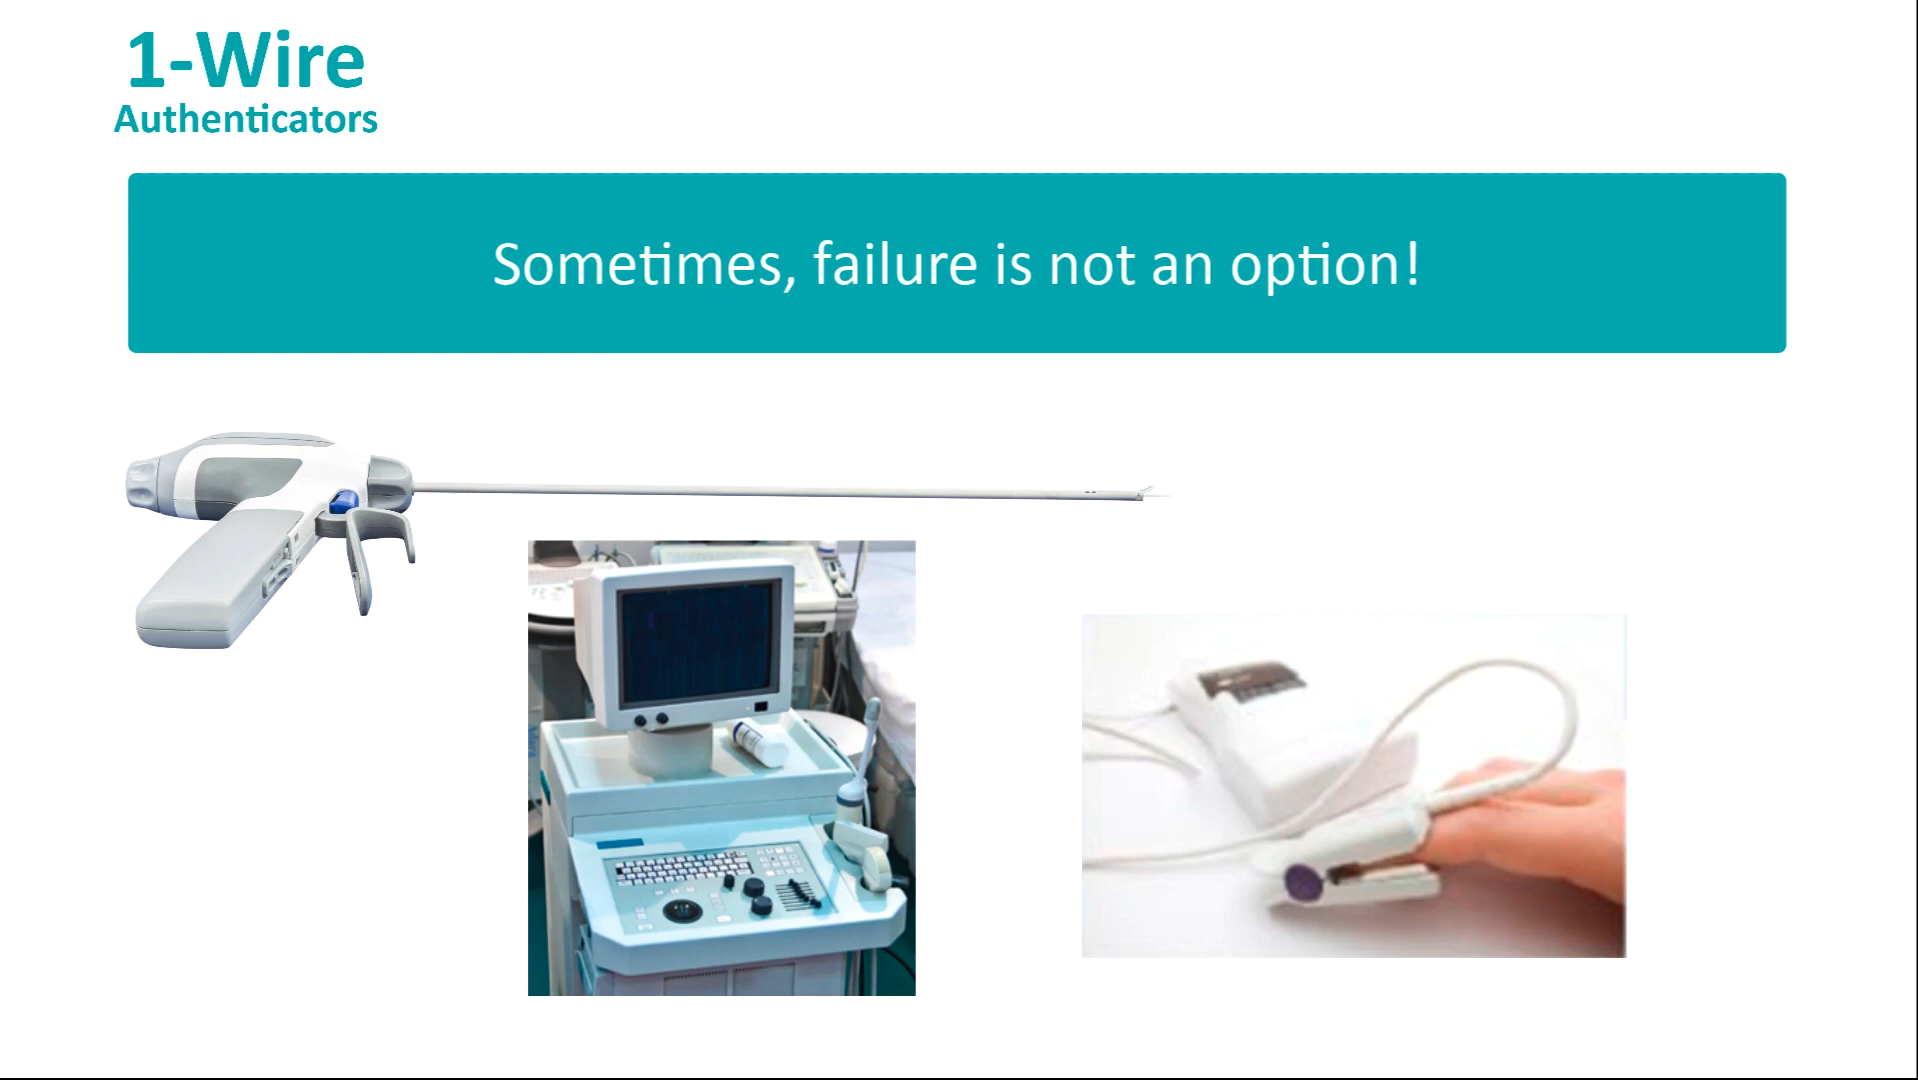 1-Wire
Authenticators
Sometimes, failure is not an option!